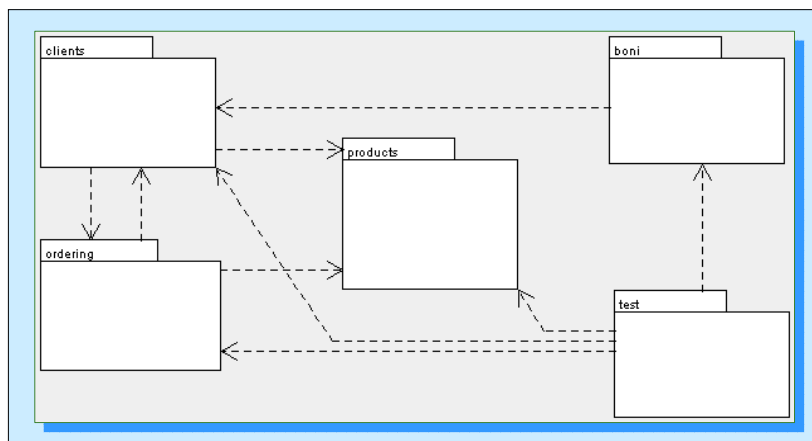 clients
boni
products
ordering
test